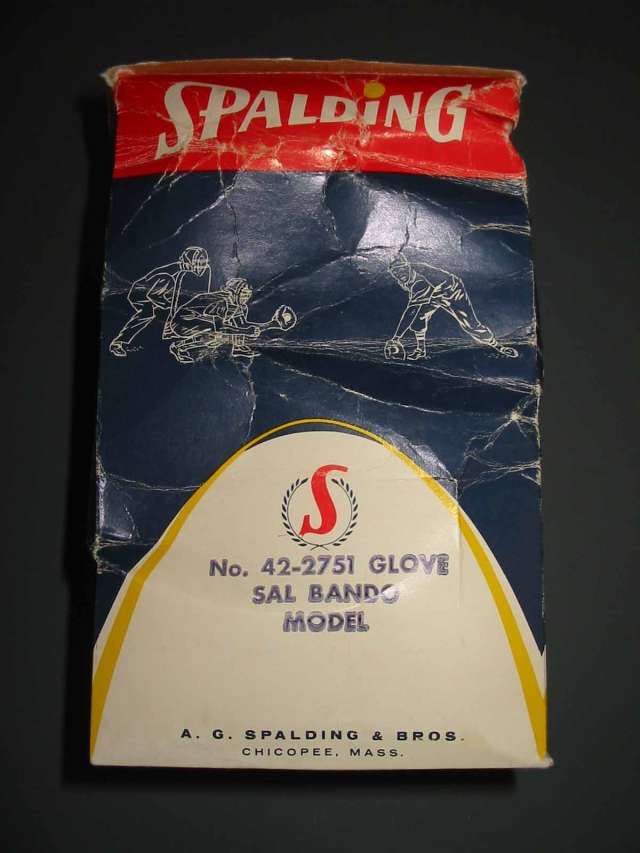 SPALDING
S
No. 42-2751 GLOVE
SAL BANDO
MODEL
A. G. SPALDING & BROS.
CHICOPEE, MASS.